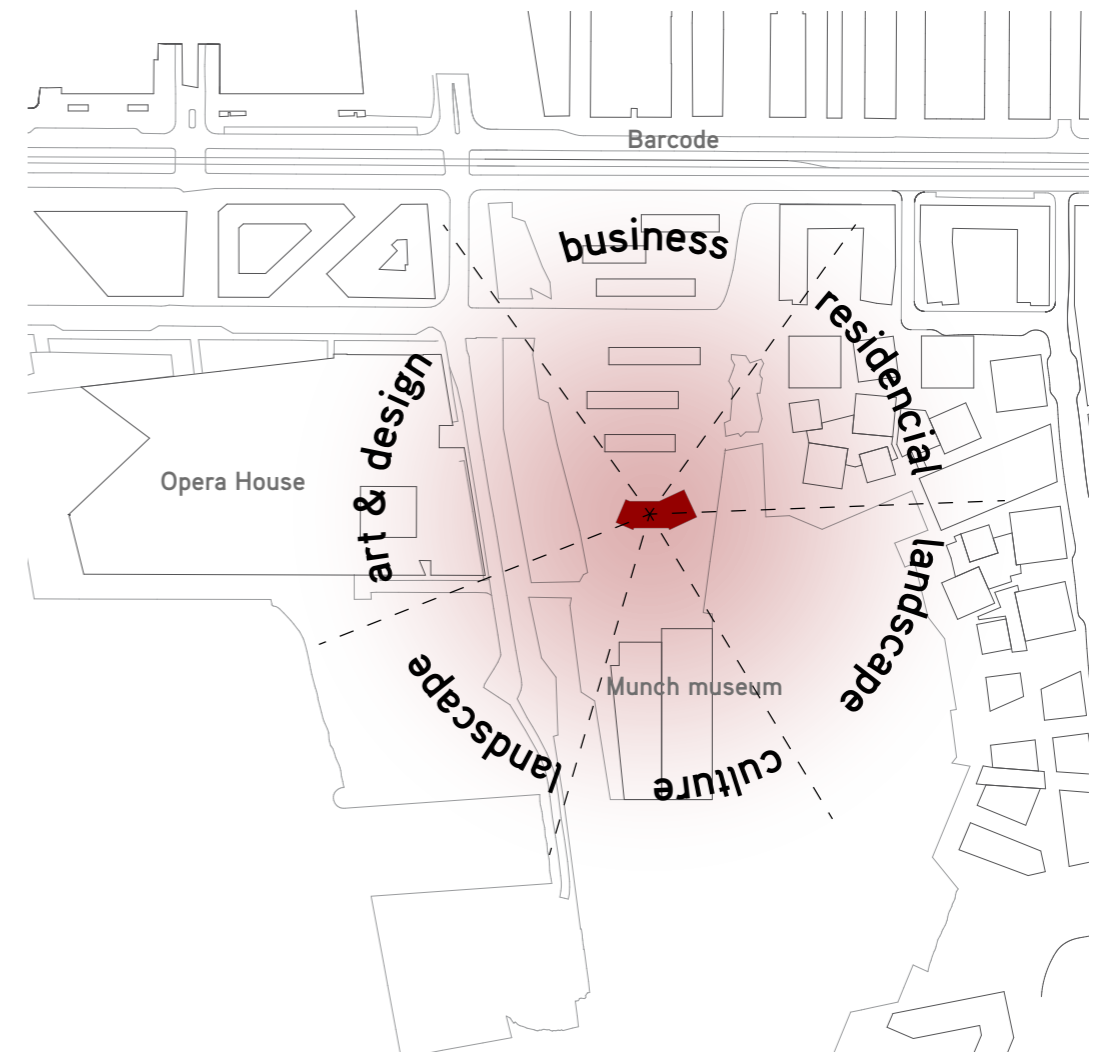 Barcode
business
residencial
art & design
Opera House
landscape
landscape
Munch museum
culture